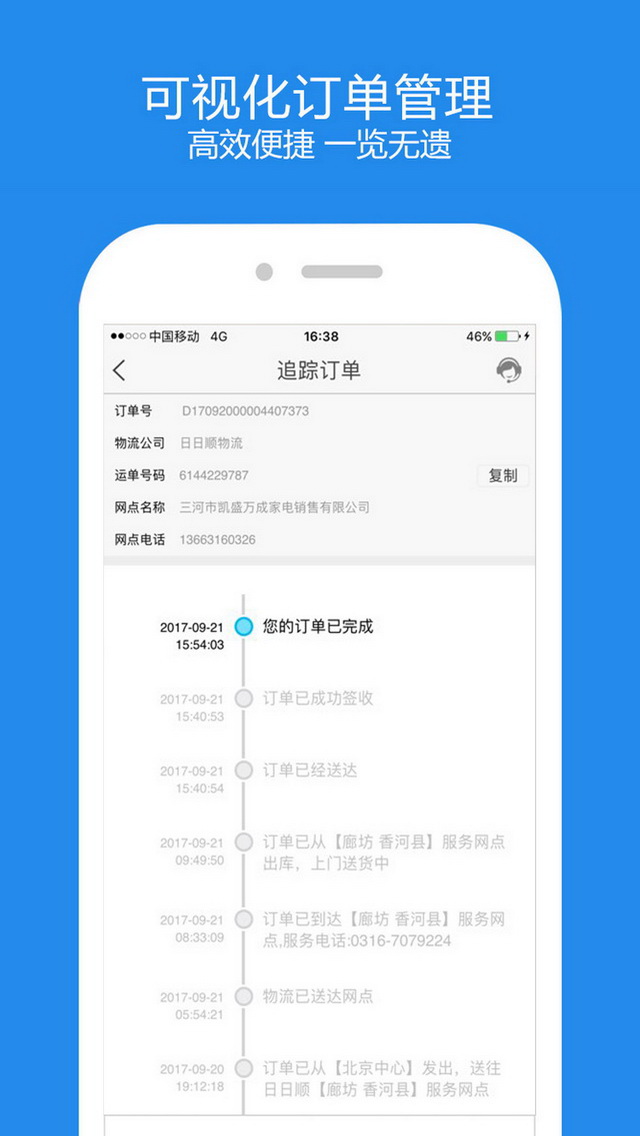 可视化订单管理
高效便捷 一览无遗
中国移动 4G 16:38 46%
追踪订单
订单号 D17092000004407373
物流公司 日日顺物流
运单号码 6144229787 复制
网点名称 三河市凯盛万成家电销售有限公司
网点电话 13663160326
2017-09-21 您的订单已完成
15:54:03
2017-09-21 订单已成功签收
15:40:53
2017-09-21 订单已经送达
15:40:54
2017-09-21 订单已从【廊坊 香河县】服务网点
09:49:50 出库，上门送货中
2017-09-21 订单已到达【廊坊 香河县】服务网
08:33:09 点,服务电话:0316-7079224
2017-09-21 物流已送达网点
05:54:21
2017-09-20 订单已从【北京中心】发出，送往
19:12:18 日日顺【廊坊 香河县】服务网点